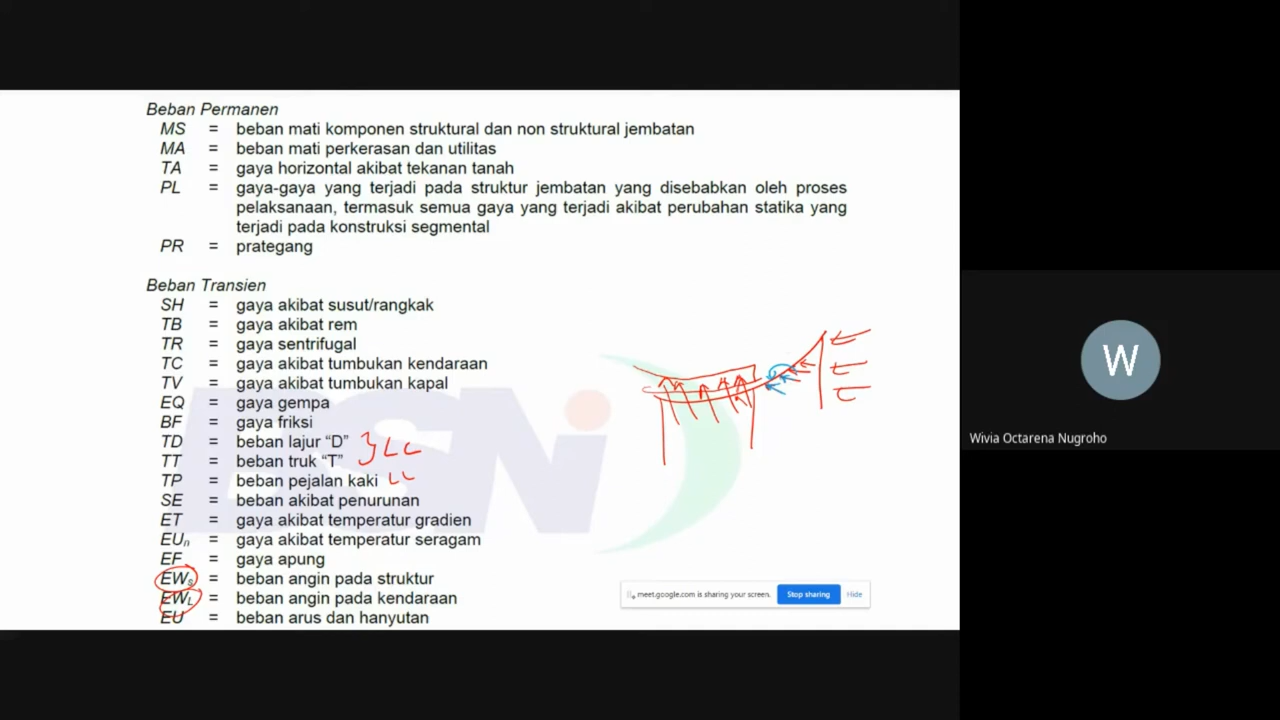 Beban Permanen
MS = beban mati komponen struktural dan non struktural jembatan
MA = beban mati perkerasan dan utilitas
TA = gaya horizontal akibat tekanan tanah
PL = gaya-gaya yang terjadi pada struktur jembatan yang disebabkan oleh proses
pelaksanaan, termasuk semua gaya yang terjadi akibat perubahan statika yang
terjadi pada konstruksi segmental
PR = prategang
Beban Transien
SH = gaya akibat susut/rangkak
TB = gaya akibat rem
TR = gaya sentrifugal
TC = gaya akibat tumbukan kendaraan
TV = gaya akibat tumbukan kapal
EQ = gaya gempa
BF = gaya friksi
TD = beban lajur “D”
TT = beban truk “T”
LL
TP = beban pejalan kaki LL
SE = beban akibat penurunan
ET = gaya akibat temperatur gradien
EUn = gaya akibat temperatur seragam
EF = gaya apung
EWs = beban angin pada struktur
EWL = beban angin pada kendaraan
EU = beban arus dan hanyutan
BSN
meet.google.com is sharing your screen.
Stop sharing
Hide
W
Wivia Octarena Nugroho